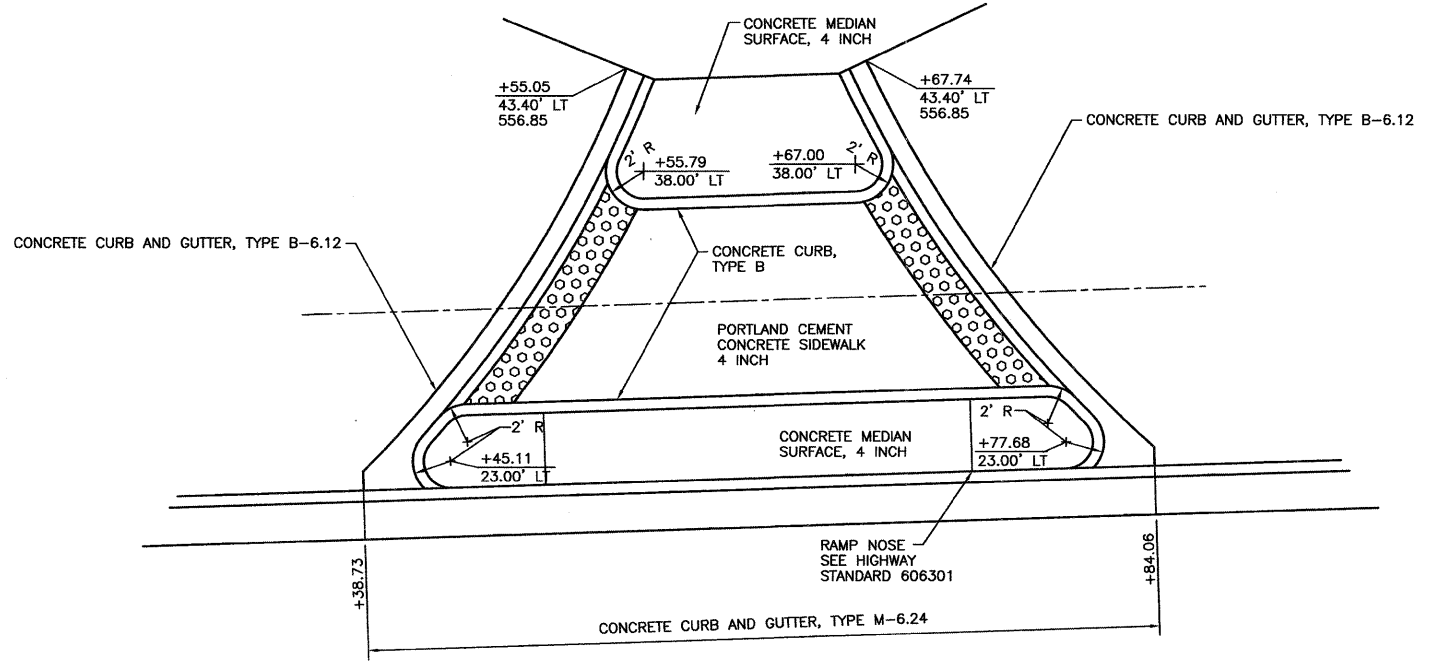 CONCRETE MEDIAN
SURFACE, 4 INCH
+55.05
43.40' LT
556.85
+67.74
43.40' LT
556.85
CONCRETE CURB AND GUTTER, TYPE B-6.12
2' R
+55.79
38.00' LT
+67.00
38.00' LT
2' R
CONCRETE CURB AND GUTTER, TYPE B-6.12
CONCRETE CURB,
TYPE B
PORTLAND CEMENT
CONCRETE SIDEWALK
4 INCH
2' R
+45.11
23.00' LT
CONCRETE MEDIAN
SURFACE, 4 INCH
2' R
+77.68
23.00' LT
RAMP NOSE
SEE HIGHWAY
STANDARD 606301
+38.73
+84.06
CONCRETE CURB AND GUTTER, TYPE M-6.24